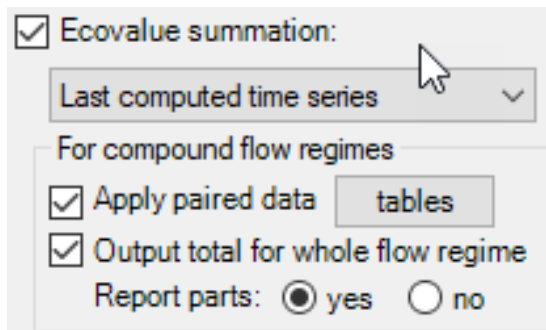 Ecovalue summation:
Last computed time series
For compound flow regimes
Apply paired data tables
Output total for whole flow regime
Report parts: yes no